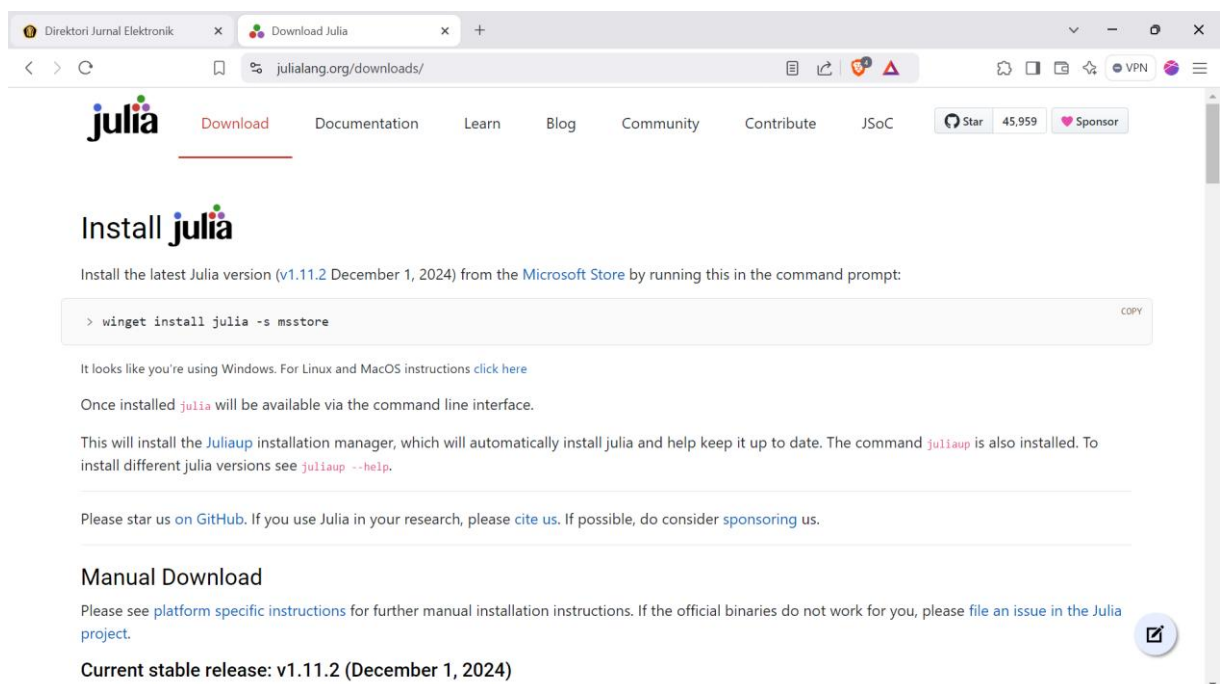 Direktori Jurnal Elektronik
Download Julia
julialang.org/downloads/
4
VPN
julia
Download
Documentation
Learn
Blog
Community
Contribute
JSoC
Star
45,959
Sponsor
Install julia
Install the latest Julia version (v1.11.2 December 1, 2024) from the Microsoft Store by running this in the command prompt:
COPY
> winget install julia -s msstore
It looks like you're using Windows. For Linux and MacOS instructions click here
Once installed julia will be available via the command line interface.
This will install the Juliaup installation manager, which will automatically install julia and help keep it up to date. The command juliaup is also installed. To
install different julia versions see juliaup --help.
Please star us on GitHub. If you use Julia in your research, please cite us. If possible, do consider sponsoring us.
Manual Download
Please see platform specific instructions for further manual installation instructions. If the official binaries do not work for you, please file an issue in the Julia
project.
Current stable release: v1.11.2 (December 1, 2024)